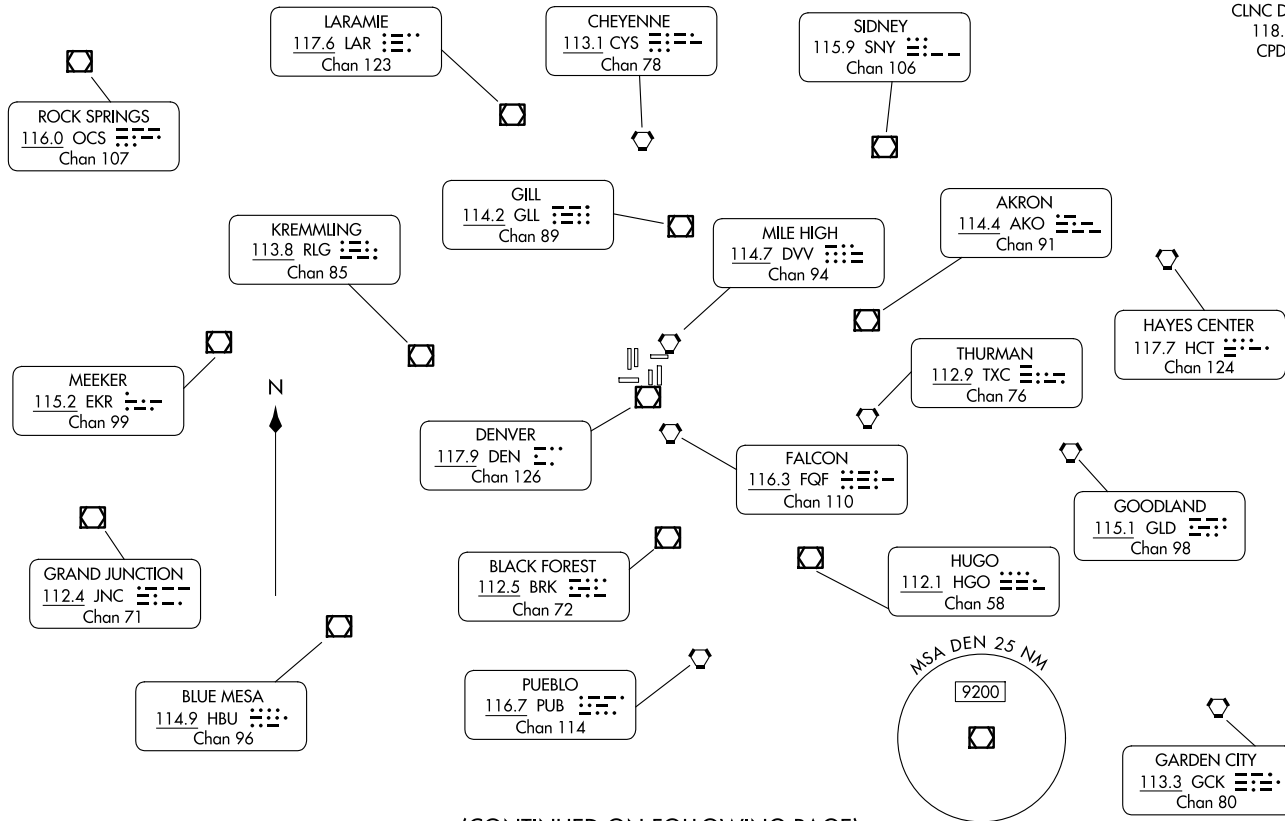 LARAMIE
117.6 LAR
Chan 123
CHEYENNE
113.1 CYS
Chan 78
SIDNEY
115.9 SNY
Chan 106
CLNC D
118.
CPD
ROCK SPRINGS
116.0 OCS
Chan 107
GILL
114.2 GLL
Chan 89
AKRON
114.4 AKO
Chan 91
KREMMLING
113.8 RLG
Chan 85
MILE HIGH
114.7 DVV
Chan 94
HAYES CENTER
117.7 HCT
Chan 124
THURMAN
112.9 TXC
Chan 76
MEEKER
115.2 EKR
Chan 99
N
DENVER
117.9 DEN
Chan 126
FALCON
116.3 FQF
Chan 110
GOODLAND
115.1 GLD
Chan 98
GRAND JUNCTION
112.4 JNC
Chan 71
BLACK FOREST
112.5 BRK
Chan 72
HUGO
112.1 HGO
Chan 58
BLUE MESA
114.9 HBU
Chan 96
PUEBLO
116.7 PUB
Chan 114
MSA DEN 25 NM
9200
GARDEN CITY
113.3 GCK
Chan 80